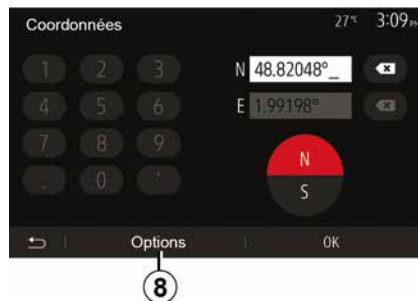 Coordonnées 27°C 3:09PM
1 2 3 N 48.82048°_
4 5 6 E 1.99198°
7 8 9
. 0 '
N
S
Options OK
8